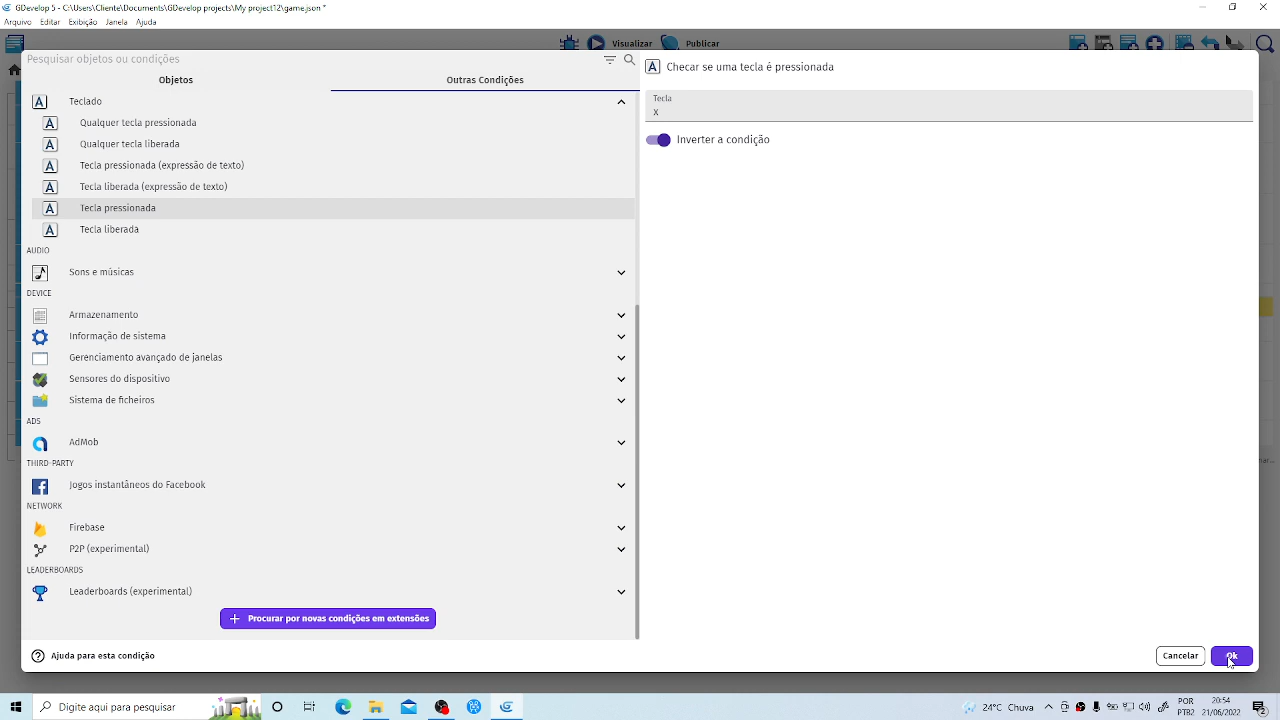 GDevelop 5 - C:\Users\Cliente\Documents\GDevelop projects\My project12\game.json *
Arquivo Editar Exibição Janela Ajuda
Visualizar Publicar
Pesquisar objetos ou condições
Objetos
Outras Condições
Teclado
Qualquer tecla pressionada
Qualquer tecla liberada
Tecla pressionada (expressão de texto)
Tecla liberada (expressão de texto)
Tecla pressionada
Tecla liberada
AUDIO
Sons e músicas
DEVICE
Armazenamento
Informação de sistema
Gerenciamento avançado de janelas
Sensores do dispositivo
Sistema de ficheiros
ADS
AdMob
THIRD-PARTY
Jogos instantâneos do Facebook
NETWORK
Firebase
P2P (experimental)
LEADERBOARDS
Leaderboards (experimental)
Procurar por novas condições em extensões
Ajuda para esta condição
Checar se uma tecla é pressionada
Tecla
X
Inverter a condição
Cancelar
Ok
Digite aqui para pesquisar
24°C Chuva
POR
PTB2
20:54
21/06/2022
2